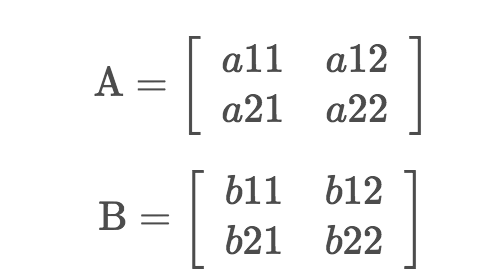 A = [ a11 a12
a21 a22 ]
B = [ b11 b12
b21 b22 ]